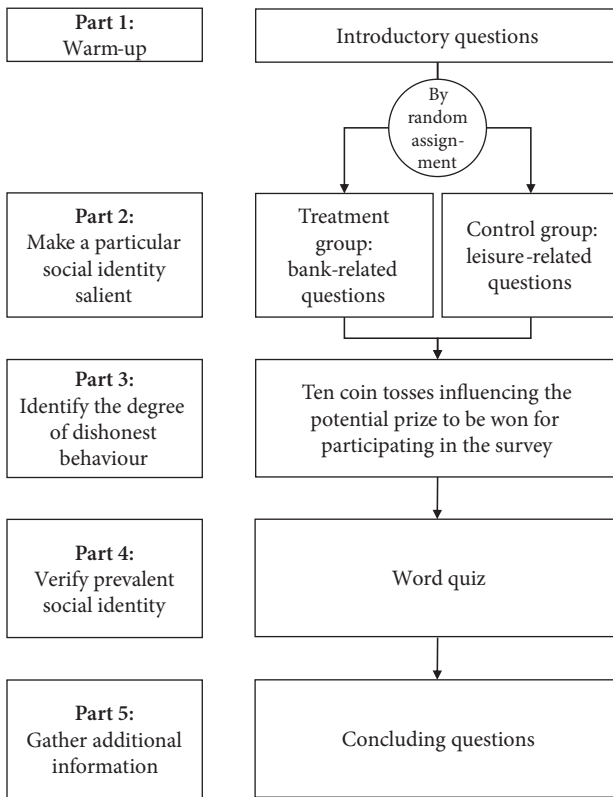 Part 1:
Warm-up
Introductory questions
By
random
assign-
ment
Part 2:
Make a particular
social identity
salient
Treatment
group:
bank-related
questions
Control group:
leisure-related
questions
Part 3:
Identify the degree
of dishonest
behaviour
Ten coin tosses influencing the
potential prize to be won for
participating in the survey
Part 4:
Verify prevalent
social identity
Word quiz
Part 5:
Gather additional
information
Concluding questions